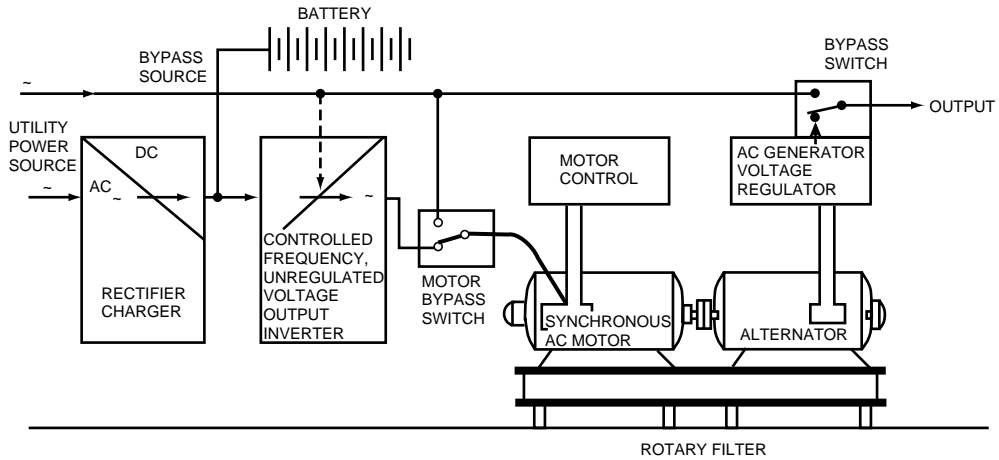 BATTERY
BYPASS
SOURCE
BYPASS
SWITCH
~
OUTPUT
UTILITY
POWER
SOURCE
~
DC
AC
~
RECTIFIER
CHARGER
~
CONTROLLED
FREQUENCY,
UNREGULATED
VOLTAGE
OUTPUT
INVERTER
MOTOR
BYPASS
SWITCH
MOTOR
CONTROL
AC GENERATOR
VOLTAGE
REGULATOR
SYNCHRONOUS
AC MOTOR
ALTERNATOR
ROTARY FILTER